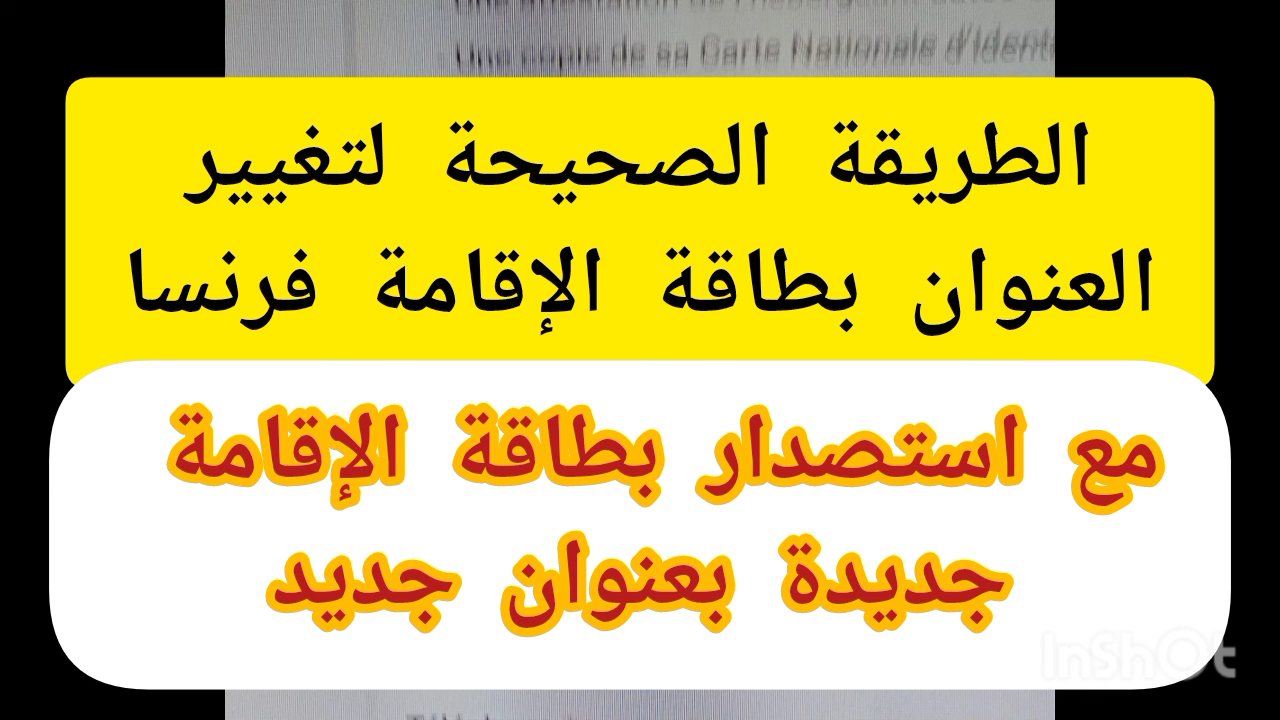 Une copie de sa Carte Nationale d'Ident
الطريقة الصحيحة لتغيير
العنوان بطاقة الإقامة فرنسا
مع استصدار بطاقة الإقامة
جديدة بعنوان جديد
InShOt